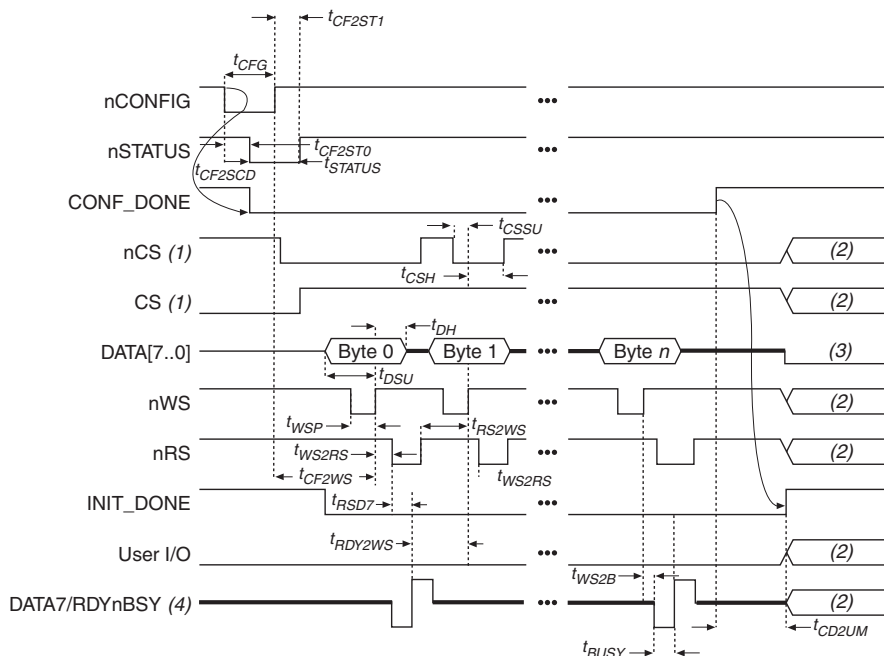 tCF2ST1
tCFG
nCONFIG
nSTATUS
tCF2ST0
tSTATUS
tCF2SCD
CONF_DONE
tCSSU
nCS (1)
(2)
tCSH
CS (1)
(2)
tDH
DATA[7..0]
Byte 0
Byte 1
Byte n
(3)
tDSU
nWS
(2)
tWSP
tRS2WS
nRS
(2)
tWS2RS
tWS2RS
tCF2WS
INIT_DONE
tRSD7
tRDY2WS
User I/O
(2)
tWS2B
DATA7/RDYnBSY (4)
(2)
tCD2UM
tBUSY